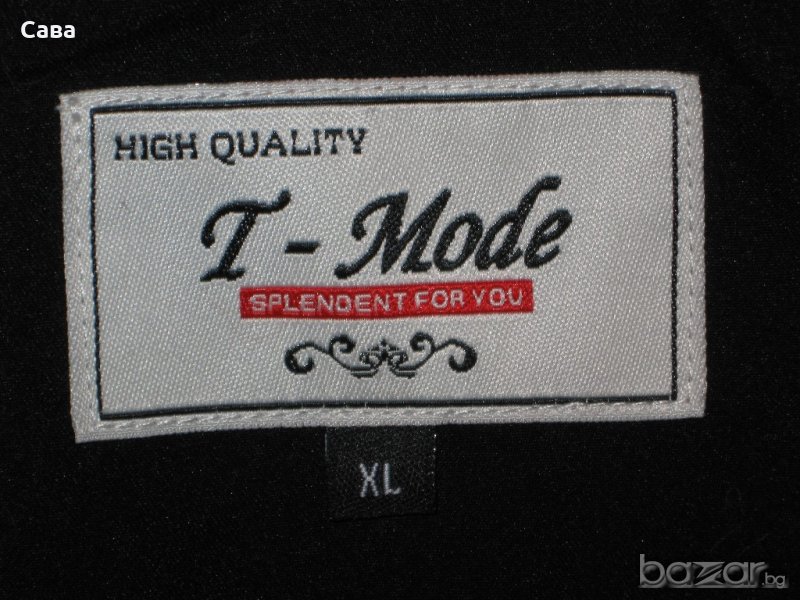 Сава
HIGH QUALITY
T - Mode
SPLENDENT FOR YOU
XL
bazar.bg